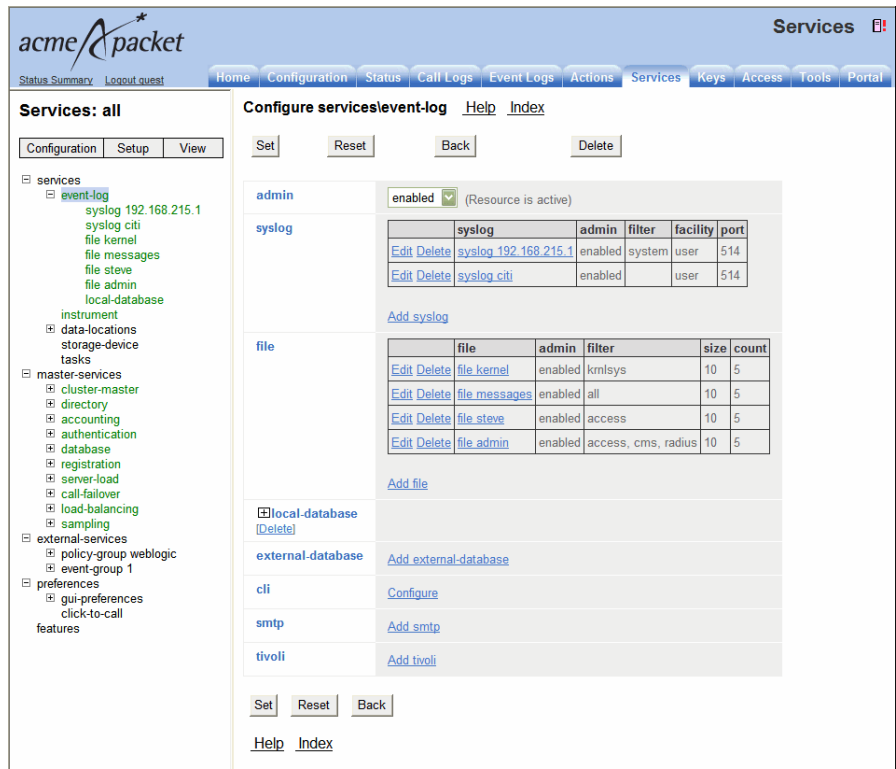 acme packet
Services
Status Summary Logout guest
Home Configuration Status Call Logs Event Logs Actions Services Keys Access Tools Portal
Services: all
Configuration Setup View
services
event-log
syslog 192.168.215.1
syslog citi
file kernel
file messages
file steve
file admin
local-database
instrument
data-locations
storage-device
tasks
master-services
cluster-master
directory
accounting
authentication
database
registration
server-load
call-failover
load-balancing
sampling
external-services
policy-group weblogic
event-group 1
preferences
gui-preferences
click-to-call
features
Configure services\event-log Help Index
Set Reset Back Delete
admin enabled (Resource is active)
syslog
syslog admin filter facility port
Edit Delete syslog 192.168.215.1 enabled system user 514
Edit Delete syslog citi enabled user 514
Add syslog
file
file admin filter size count
Edit Delete file kernel enabled krnlsys 10 5
Edit Delete file messages enabled all 10 5
Edit Delete file steve enabled access 10 5
Edit Delete file admin enabled access, cms, radius 10 5
Add file
local-database
[Delete]
external-database Add external-database
cli Configure
smtp Add smtp
tivoli Add tivoli
Set Reset Back
Help Index